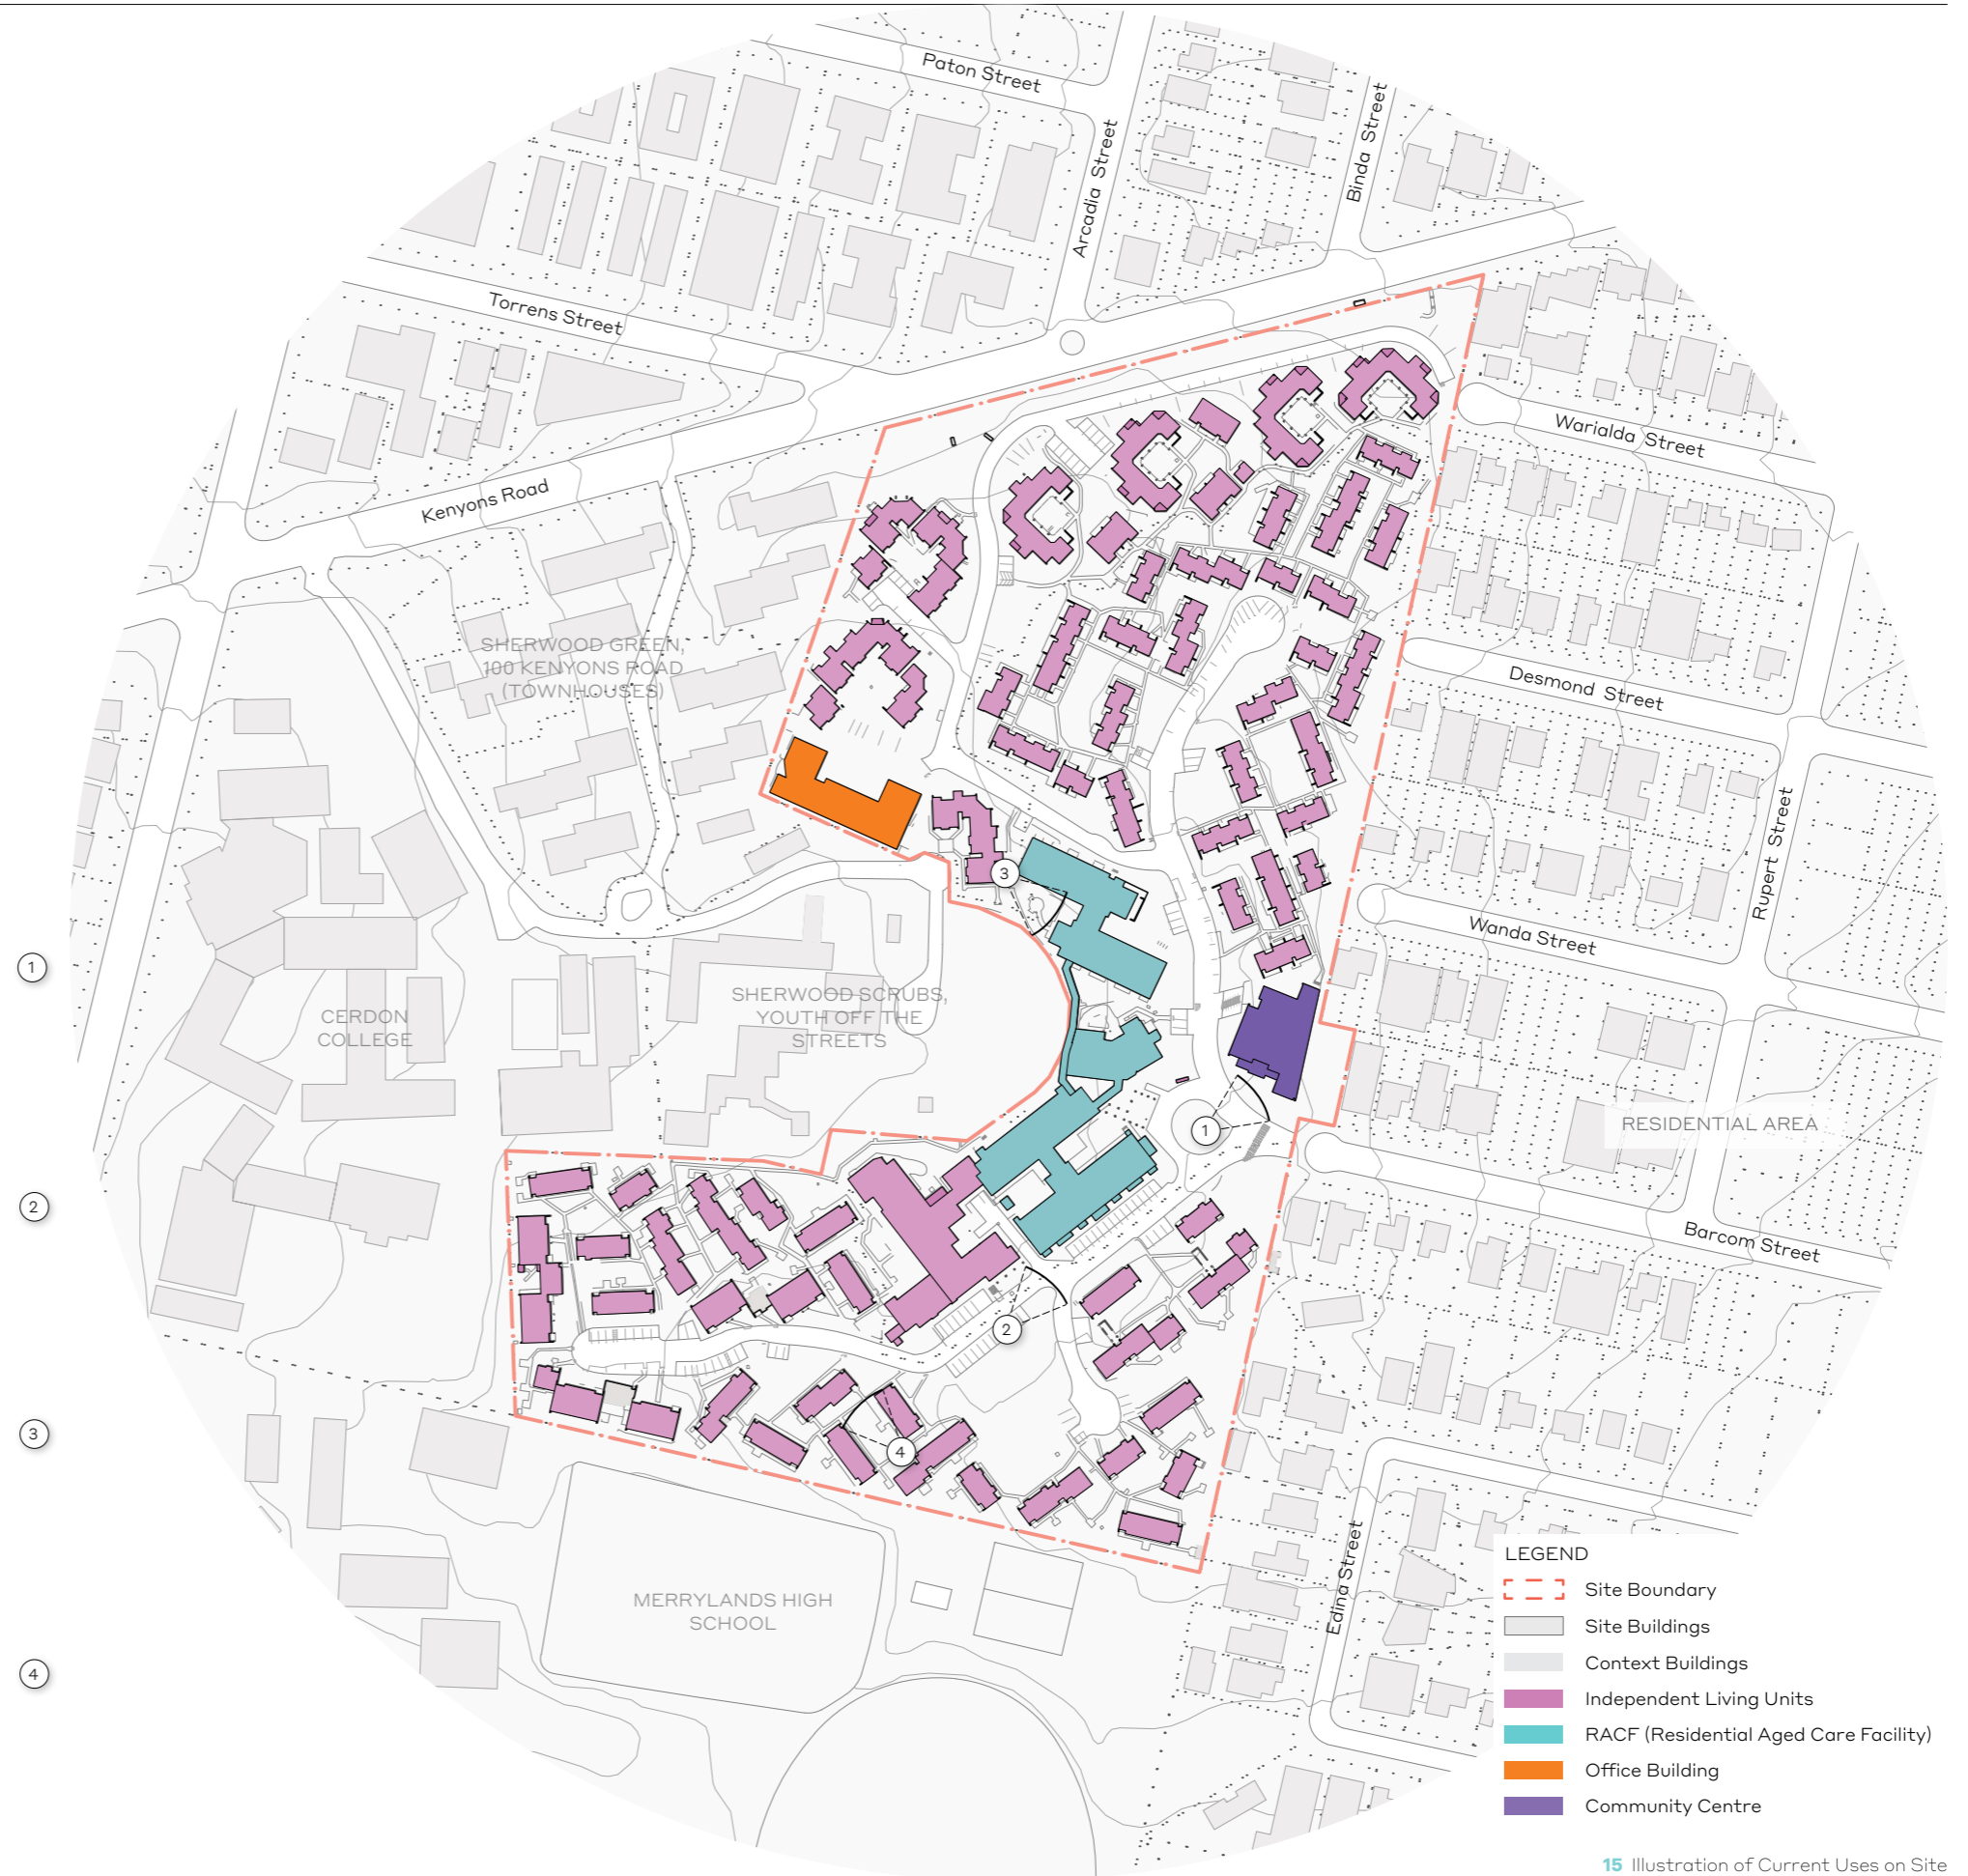 Paton Street
Arcadia Street
Binda Street
Torrens Street
Warialda Street
Kenyons Road
SHERWOOD GREEN,
100 KENYONS ROAD
(TOWNHOUSES)
Desmond Street
Rupert Street
3
Wanda Street
1
CERDON
COLLEGE
SHERWOOD SCRUBS,
YOUTH OFF THE
STREETS
1
RESIDENTIAL AREA
2
Barcom Street
2
3
4
Edina Street
MERRYLANDS HIGH
SCHOOL
4
LEGEND
Site Boundary
Site Buildings
Context Buildings
Independent Living Units
RACF (Residential Aged Care Facility)
Office Building
Community Centre
15 Illustration of Current Uses on Site